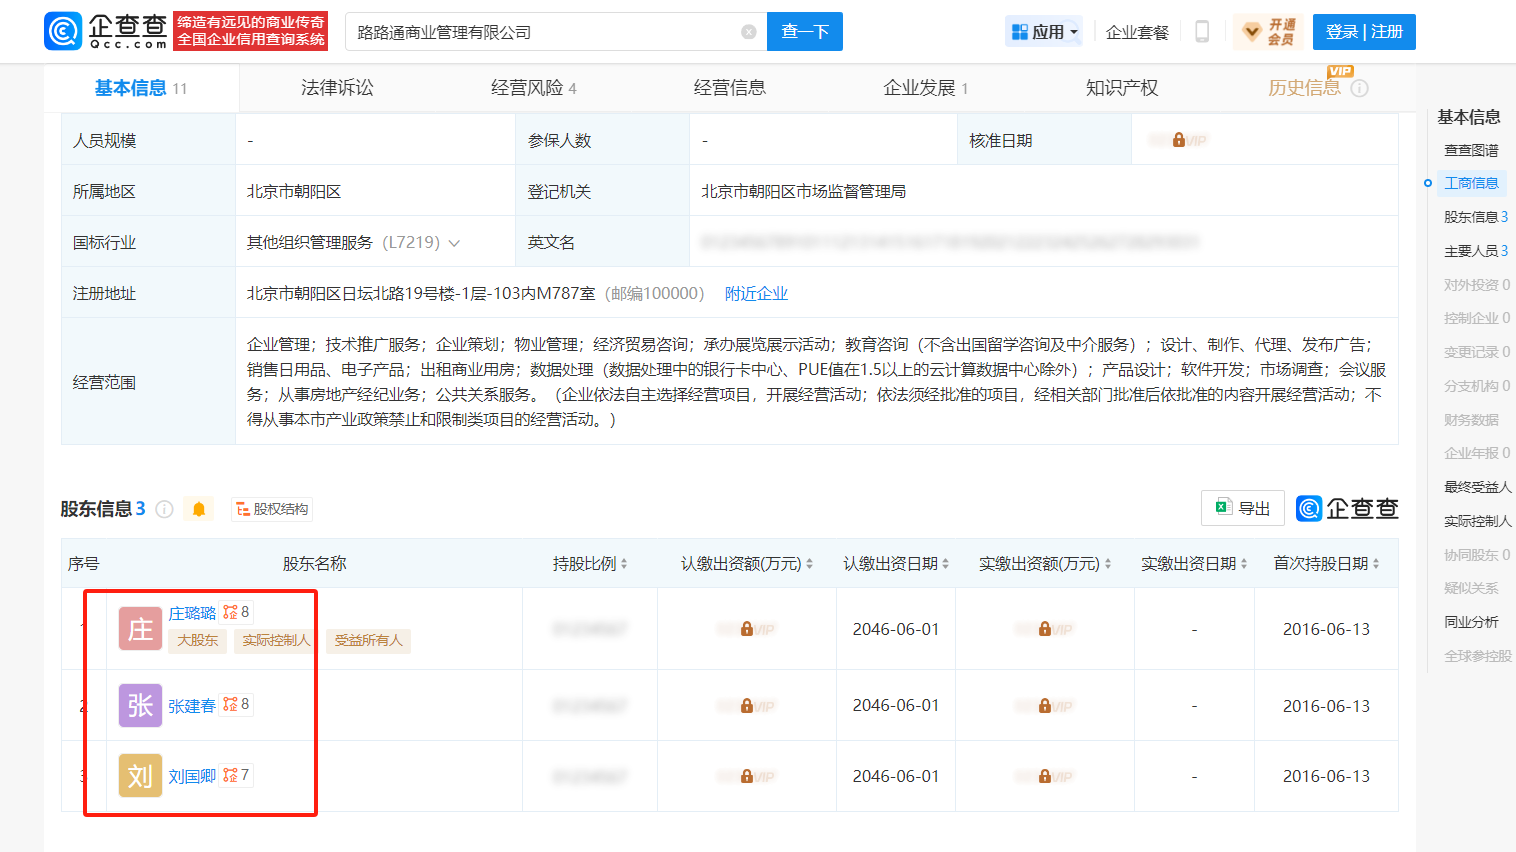 企查查
Qcc.com
缔造有远见的商业传奇
全国企业信用查询系统
路路通商业管理有限公司
查一下
应用
企业套餐
开通
会员
登录 | 注册
基本信息 11
法律诉讼
经营风险 4
经营信息
企业发展 1
知识产权
历史信息
VIP
人员规模
-
参保人数
-
核准日期
VIP
所属地区
北京市朝阳区
登记机关
北京市朝阳区市场监督管理局
国标行业
其他组织管理服务（L7219）
英文名
注册地址
北京市朝阳区日坛北路19号楼-1层-103内M787室（邮编100000） 附近企业
经营范围
企业管理；技术推广服务；企业策划；物业管理；经济贸易咨询；承办展览展示活动；教育咨询（不含出国留学咨询及中介服务）；设计、制作、代理、发布广告；
销售日用品、电子产品；出租商业用房；数据处理（数据处理中的银行卡中心、PUE值在1.5以上的云计算数据中心除外）；产品设计；软件开发；市场调查；会议服
务；从事房地产经纪业务；公共关系服务。（企业依法自主选择经营项目，开展经营活动；依法须经批准的项目，经相关部门批准后依批准的内容开展经营活动；不
得从事本市产业政策禁止和限制类项目的经营活动。）
股东信息 3
股权结构
导出
企查查
序号
股东名称
持股比例
认缴出资额(万元)
认缴出资日期
实缴出资额(万元)
实缴出资日期
首次持股日期
庄
庄璐璐
企 8
大股东
实际控制人
受益所有人
VIP
2046-06-01
VIP
-
2016-06-13
2
张
张建春
企 8
VIP
2046-06-01
VIP
-
2016-06-13
3
刘
刘国卿
企 7
VIP
2046-06-01
VIP
-
2016-06-13
基本信息
查查图谱
工商信息
股东信息 3
主要人员 3
对外投资 0
控制企业 0
变更记录 0
分支机构 0
财务数据
企业年报 0
最终受益人
实际控制人
协同股东 0
疑似关系
同业分析
全球参控股